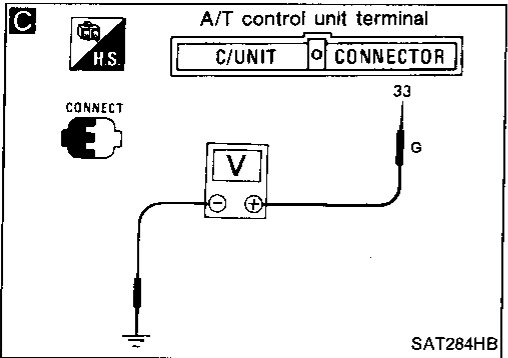 C
A/T control unit terminal
H.S.
C/UNIT O CONNECTOR
CONNECT
33
G
V
⊖ ⊕
SAT284HB